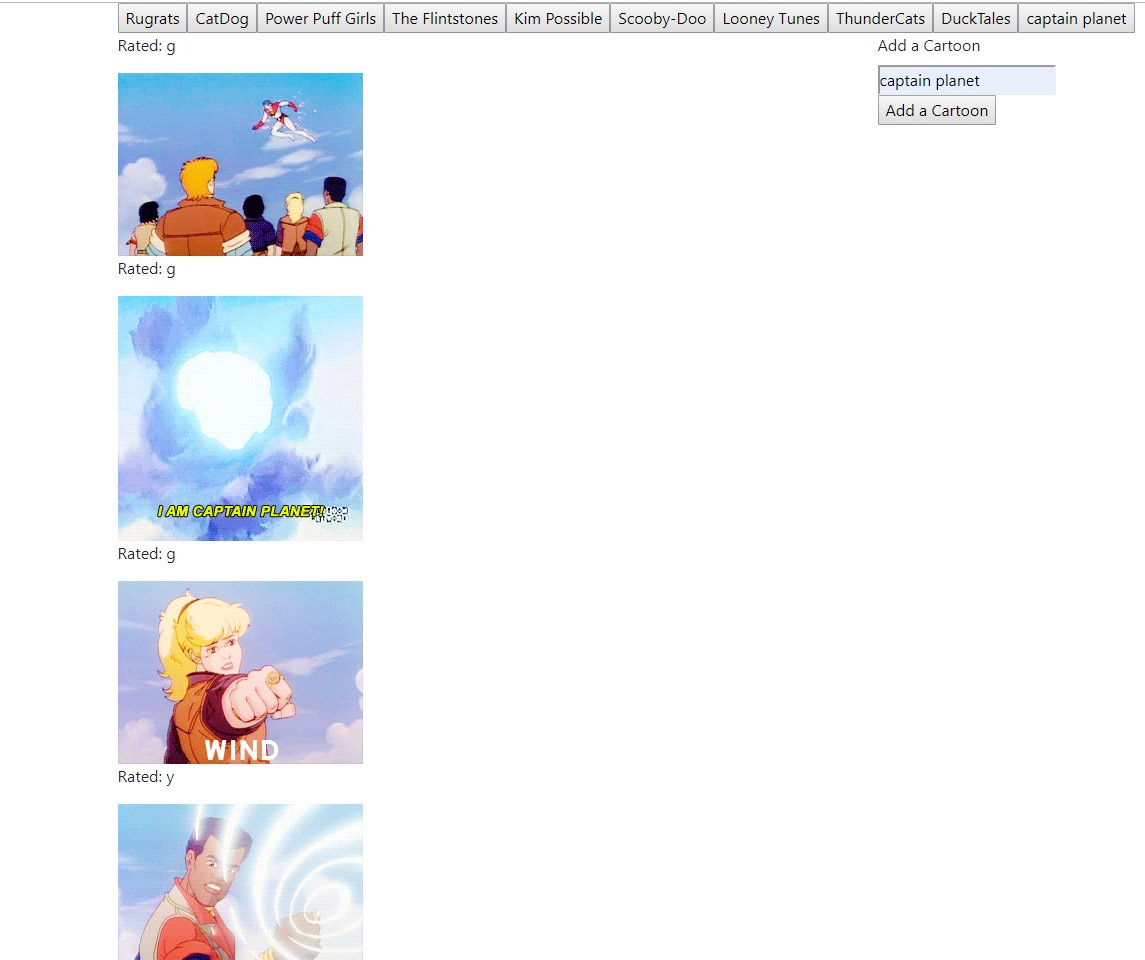 Rugrats CatDog Power Puff Girls The Flintstones Kim Possible Scooby-Doo Looney Tunes ThunderCats DuckTales captain planet
Rated: g
Add a Cartoon
captain planet
Add a Cartoon
Rated: g
I AM CAPTAIN PLANET!
Rated: g
WIND
Rated: y